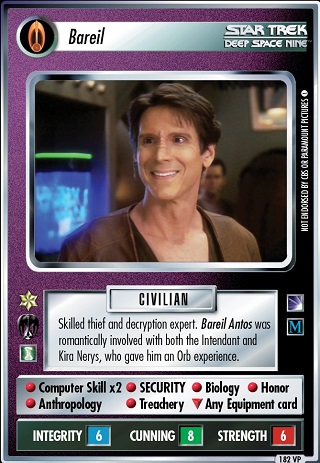 Bareil
STAR TREK
DEEP SPACE NINE
NOT ENDORSED BY CBS OR PARAMOUNT PICTURES
CIVILIAN
Skilled thief and decryption expert. Bareil Antos was
romantically involved with both the Intendant and
Kira Nerys, who gave him an Orb experience.
M
Computer Skill x2 SECURITY Biology Honor
Anthropology Treachery Any Equipment card
INTEGRITY 6 CUNNING 8 STRENGTH 6
182 VP